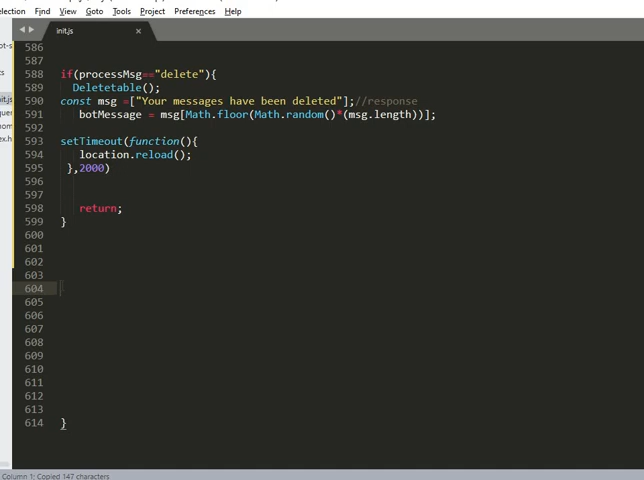 election Find View Goto Tools Project Preferences Help
init.js ×
586
587
588 if(processMsg=="delete"){
589 Deletetable();
590 const msg =["Your messages have been deleted"];//response
591 botMessage = msg[Math.floor(Math.random()*(msg.length))];
592
593 setTimeout(function(){
594 location.reload();
595 },2000)
596
597
598 return;
599 }
600
601
602
603
604
605
606
607
608
609
610
611
612
613
614 }
Column 1; Copied 147 characters